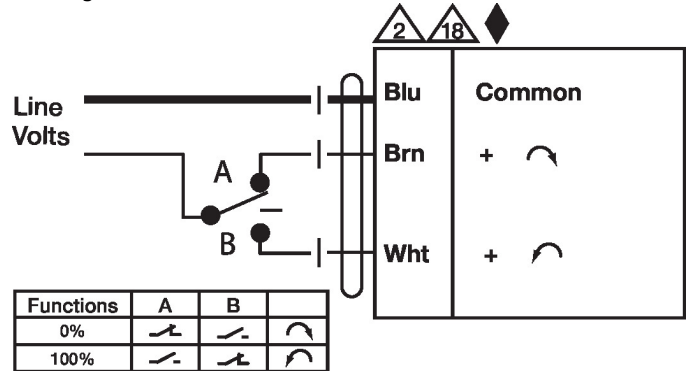 2 18
Line
Volts
Blu Common
Brn +
A
B
Wht +
Functions A B
0%
100%